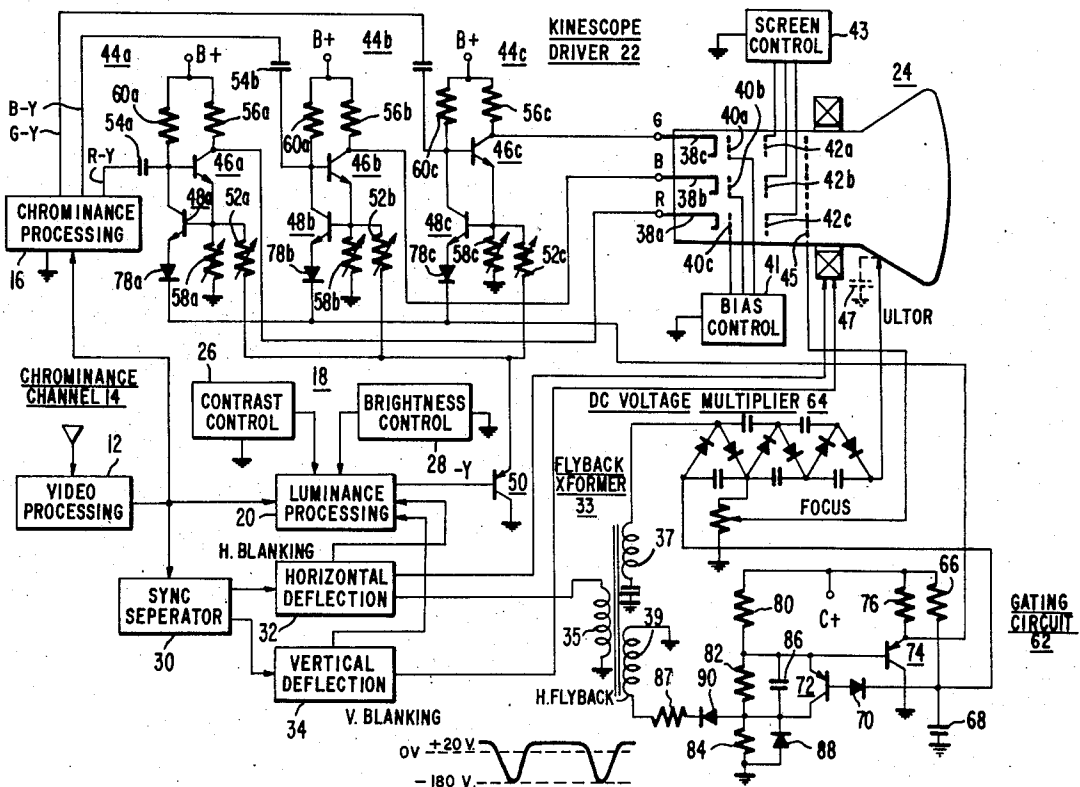 KINESCOPE
DRIVER 22
SCREEN
CONTROL
43
24
B+
44a
B+
44b
B+
44c
B-Y
G-Y
R-Y
60a
56a
54a
54b
60a
56b
60c
56c
46a
46b
46c
48a
52a
48b
52b
48c
58c
52c
78a
58a
78b
58b
78c
CHROMINANCE
PROCESSING
16
G
B
R
38c
38b
38a
40a
40b
40c
42a
42b
42c
41
45
47
BIAS
CONTROL
ULTOR
CHROMINANCE
CHANNEL 14
26
CONTRAST
CONTROL
18
BRIGHTNESS
CONTROL
28
-Y
50
12
VIDEO
PROCESSING
LUMINANCE
PROCESSING
20
H. BLANKING
HORIZONTAL
DEFLECTION
32
SYNC
SEPERATOR
30
VERTICAL
DEFLECTION
34
V. BLANKING
DC VOLTAGE MULTIPLIER 64
FLYBACK
XFORMER
33
FOCUS
37
35
39
H.FLYBACK
80
C+
76
66
GATING
CIRCUIT
62
82
86
72
74
70
87
90
84
88
68
0V
+20 V.
-180 V.